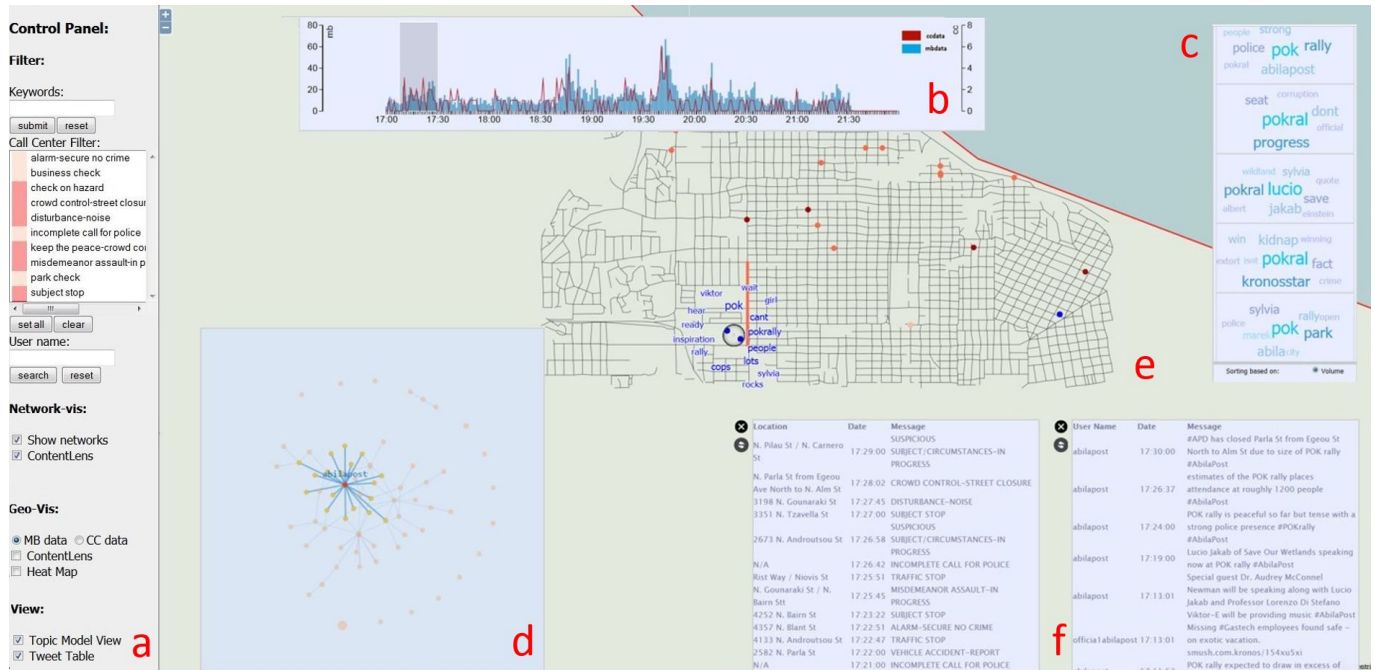 Control Panel:
Filter:
Keywords:
submit reset
Call Center Filter:
alarm-secure no crime
business check
check on hazard
crowd control-street closur
disturbance-noise
incomplete call for police
keep the peace-crowd co
misdemeanor assault-in p
park check
subject stop
set all clear
User name:
search reset
Network-vis:
Show networks
ContentLens
Geo-Vis:
MB data CC data
ContentLens
Heat Map
View:
Topic Model View
Tweet Table
a
+
−
80 mb 8 cc
60 6
40 4
20 2
0 0
17:00 17:30 18:00 18:30 19:00 19:30 20:00 20:30 21:00 21:30
ccdata
mbdata
b
c
people strong
police pok rally
pokral abilapost
seat corruption
pokral dont
official
progress
wildland sylvia
quote
pokral lucio
save
albert jakab einstein
win kidnap winning
extort isnt pokral fact
kronosstar crime
sylvia
rally open
police
marek pok park
abila city
Sorting based on: Volume
wait
viktor
girl
pok
hear
cant
ready
pokrally
inspiration
people
rally..
lots
cops
sylvia
rocks
e
abilapost
d
Location Date Message
N. Pilau St / N. Carnero St 17:29:00 SUSPICIOUS SUBJECT/CIRCUMSTANCES-IN PROGRESS
N. Parla St from Egeou Ave North to N. Alm St 17:28:02 CROWD CONTROL-STREET CLOSURE
3198 N. Gounaraki St 17:27:45 DISTURBANCE-NOISE
3351 N. Tzavella St 17:27:00 SUBJECT STOP
2673 N. Androutsou St 17:26:58 SUSPICIOUS SUBJECT/CIRCUMSTANCES-IN PROGRESS
N/A 17:26:42 INCOMPLETE CALL FOR POLICE
Rist Way / Niovis St 17:25:51 TRAFFIC STOP
N. Gounaraki St / N. Bairn Stt 17:25:45 MISDEMEANOR ASSAULT-IN PROGRESS
4252 N. Bairn St 17:23:22 SUBJECT STOP
4357 N. Blant St 17:22:51 ALARM-SECURE NO CRIME
4133 N. Androutsou St 17:22:47 TRAFFIC STOP
2582 N. Parla St 17:22:00 VEHICLE ACCIDENT-REPORT
N/A 17:21:00 INCOMPLETE CALL FOR POLICE
f
User Name Date Message
abilapost 17:30:00 #APD has closed Parla St from Egeou St North to Alm St due to size of POK rally #AbilaPost
abilapost 17:26:37 estimates of the POK rally places attendance at roughly 1200 people #AbilaPost
abilapost 17:24:00 POK rally is peaceful so far but tense with a strong police presence #POKrally #AbilaPost
abilapost 17:19:00 Lucio Jakab of Save Our Wetlands speaking now at POK rally #AbilaPost
abilapost 17:13:01 Special guest Dr. Audrey McConnel Newman will be speaking along with Lucio Jakab and Professor Lorenzo Di Stefano Viktor-E will be providing music #AbilaPost
officialabilapost 17:13:01 Missing #Gastech employees found safe - on exotic vacation. smush.com.kronos/154xu5xi
POK rally expected to draw in excess of